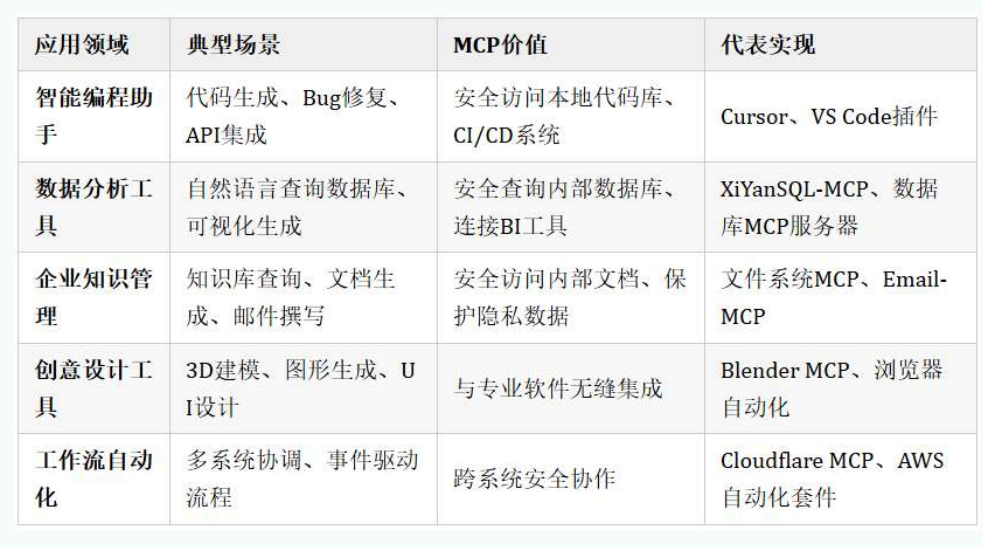 应用领域 典型场景 MCP价值 代表实现
智能编程助 代码生成、Bug修复、 安全访问本地代码库、 Cursor、VS Code插件
手 API集成 CI/CD系统
数据分析工 自然语言查询数据库、 安全查询内部数据库、 XiYanSQL-MCP、数据
具 可视化生成 连接BI工具 库MCP服务器
企业知识管 知识库查询、文档生 安全访问内部文档、保 文件系统MCP、Email-
理 成、邮件撰写 护隐私数据 MCP
创意设计工 3D建模、图形生成、U 与专业软件无缝集成 Blender MCP、浏览器
具 I设计 自动化
工作流自动 多系统协调、事件驱动 跨系统安全协作 Cloudflare MCP、AWS
化 流程 自动化套件